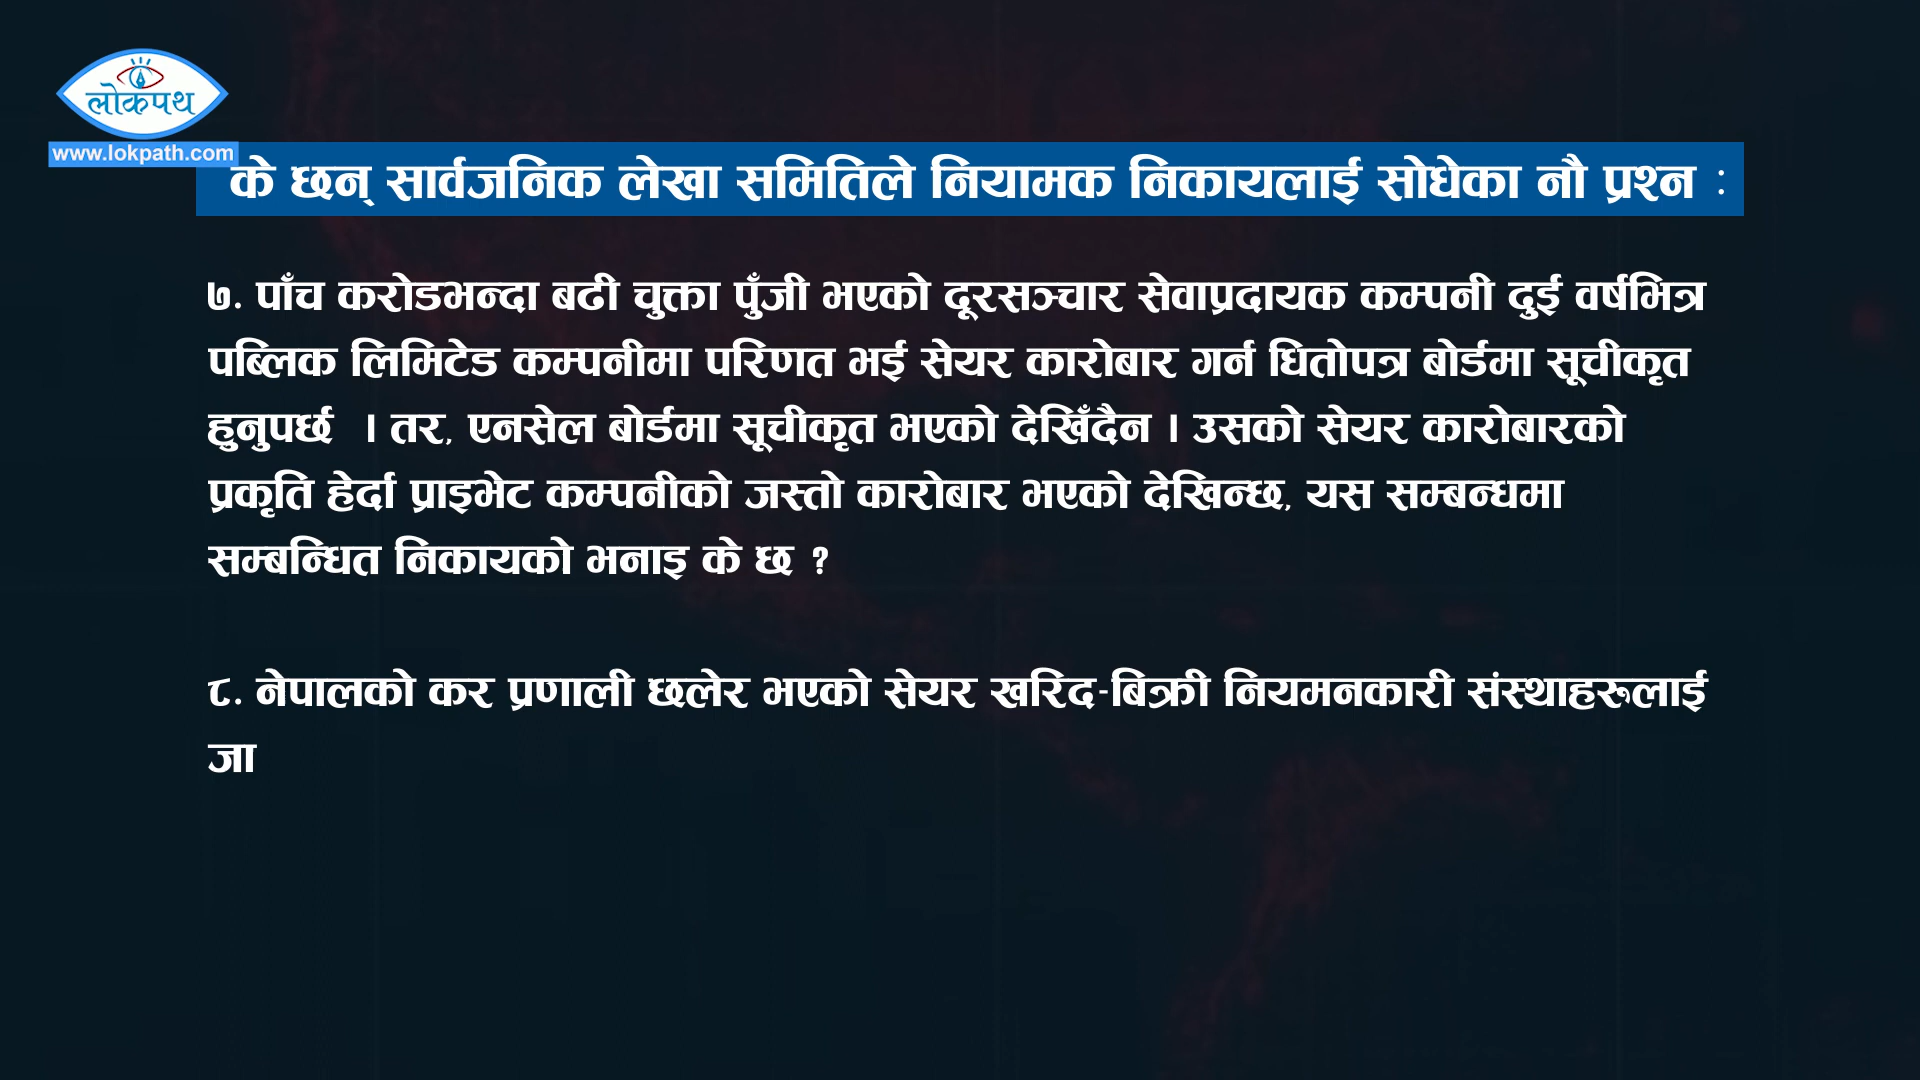 लोकपथ
www.lokpath.com
के छन् सार्वजनिक लेखा समितिले नियामक निकायलाई सोधेका नौ प्रश्न :
७. पाँच करोडभन्दा बढी चुक्ता पुँजी भएको दूरसञ्चार सेवाप्रदायक कम्पनी दुई वर्षभित्र
पब्लिक लिमिटेड कम्पनीमा परिणत भई सेयर कारोबार गर्न धितोपत्र बोर्डमा सूचीकृत
हुनुपर्छ । तर, एनसेल बोर्डमा सूचीकृत भएको देखिँदैन । उसको सेयर कारोबारको
प्रकृति हेर्दा प्राइभेट कम्पनीको जस्तो कारोबार भएको देखिन्छ, यस सम्बन्धमा
सम्बन्धित निकायको भनाइ के छ ?
८. नेपालको कर प्रणाली छलेर भएको सेयर खरिद-बिक्री नियमनकारी संस्थाहरुलाई
जा